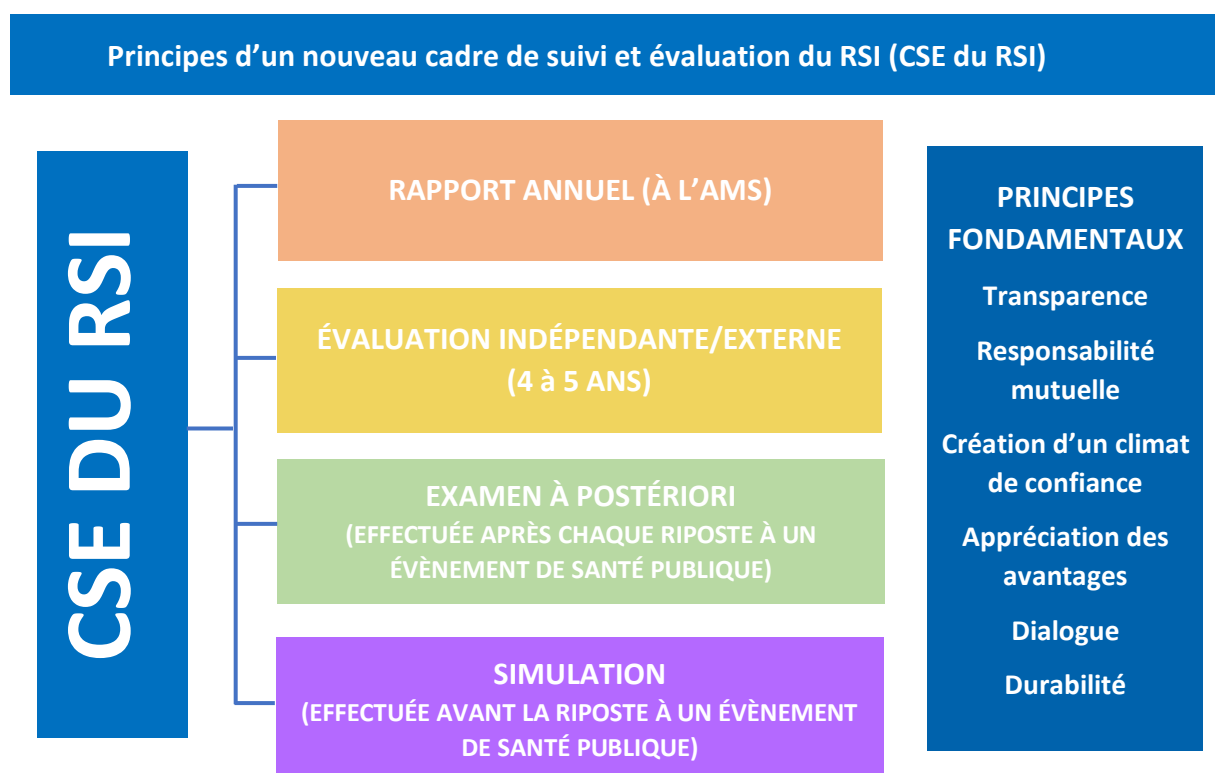 Principes d’un nouveau cadre de suivi et évaluation du RSI (CSE du RSI)
CSE DU RSI
RAPPORT ANNUEL (À L’AMS)
ÉVALUATION INDÉPENDANTE/EXTERNE
(4 à 5 ANS)
EXAMEN À POSTÉRIORI
(EFFECTUÉE APRÈS CHAQUE RIPOSTE À UN
ÉVÈNEMENT DE SANTÉ PUBLIQUE)
SIMULATION
(EFFECTUÉE AVANT LA RIPOSTE À UN ÉVÈNEMENT
DE SANTÉ PUBLIQUE)
PRINCIPES
FONDAMENTAUX
Transparence
Responsabilité
mutuelle
Création d’un climat
de confiance
Appréciation des
avantages
Dialogue
Durabilité